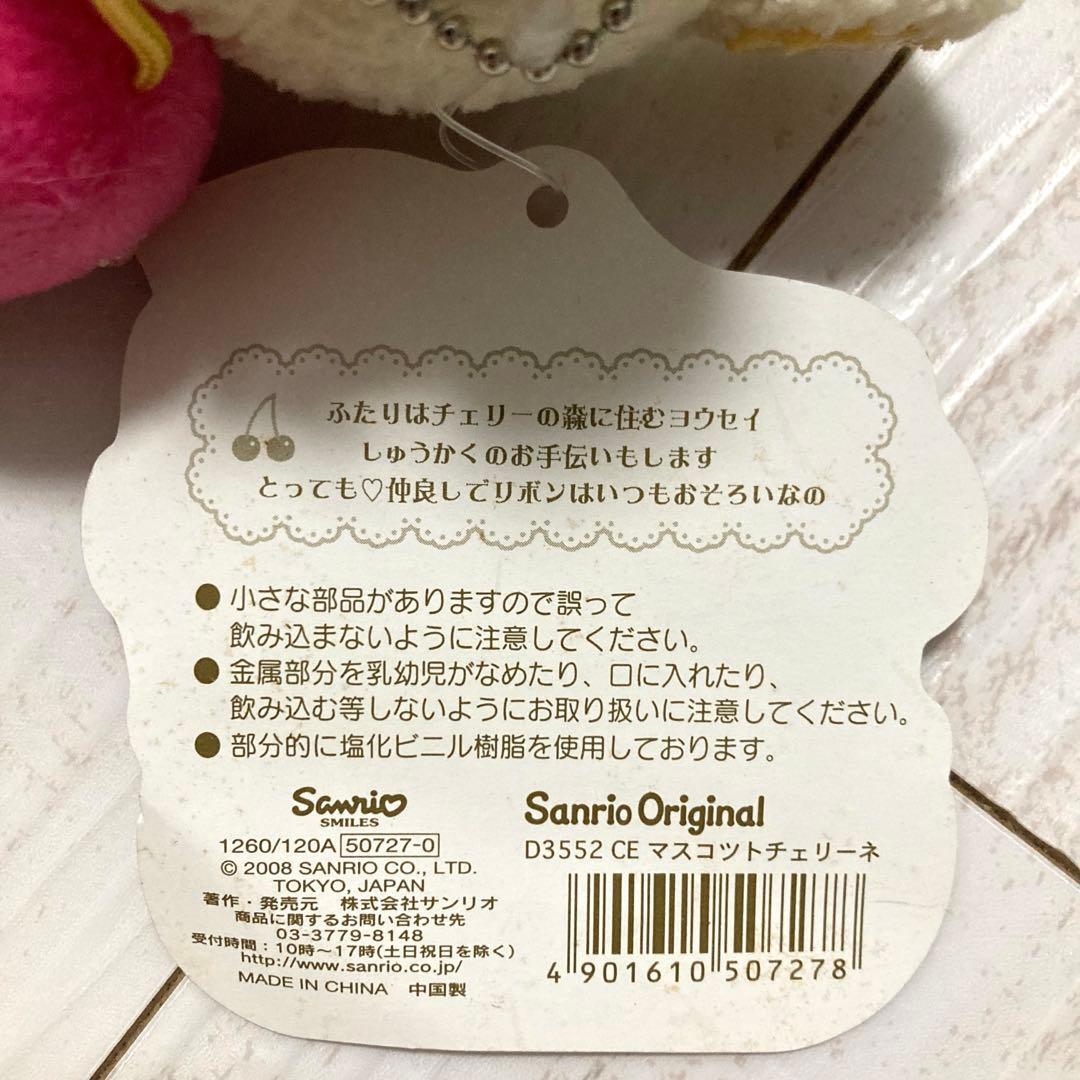 ふたりはチェリーの森に住むヨウセイ
しゅうかくのお手伝いもします
とっても♡仲良しでリボンはいつもおそろいなの
● 小さな部品がありますので誤って
飲み込まないように注意してください。
● 金属部分を乳幼児がなめたり、口に入れたり、
飲み込む等しないようにお取り扱いに注意してください。
● 部分的に塩化ビニル樹脂を使用しております。
Sanrio
SMILES
1260/120A 50727-0
© 2008 SANRIO CO., LTD.
TOKYO, JAPAN
著作・発売元 株式会社サンリオ
商品に関するお問い合わせ先
03-3779-8148
受付時間：10時～17時(土日祝日を除く)
http://www.sanrio.co.jp/
MADE IN CHINA 中国製
Sanrio Original
D3552 CE マスコツトチェリーネ
4 901610 507278